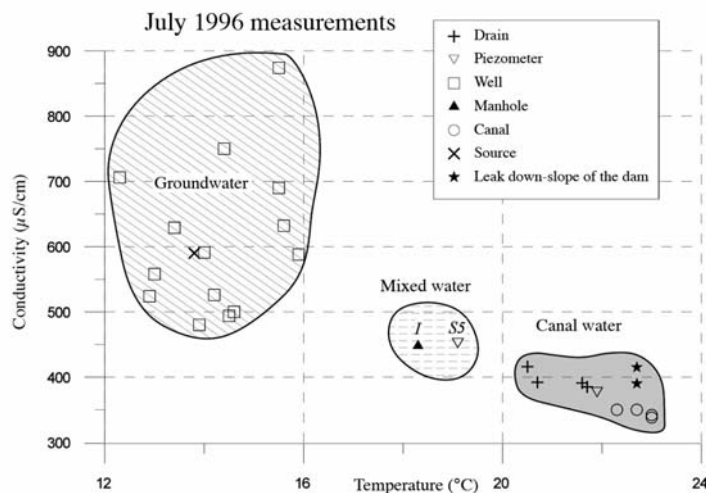 July 1996 measurements
900
800
700
600
500
400
300
Conductivity (µS/cm)
12
16
20
24
Temperature (°C)
Drain
Piezometer
Well
Manhole
Canal
Source
Leak down-slope of the dam
Groundwater
Mixed water
I S5
Canal water